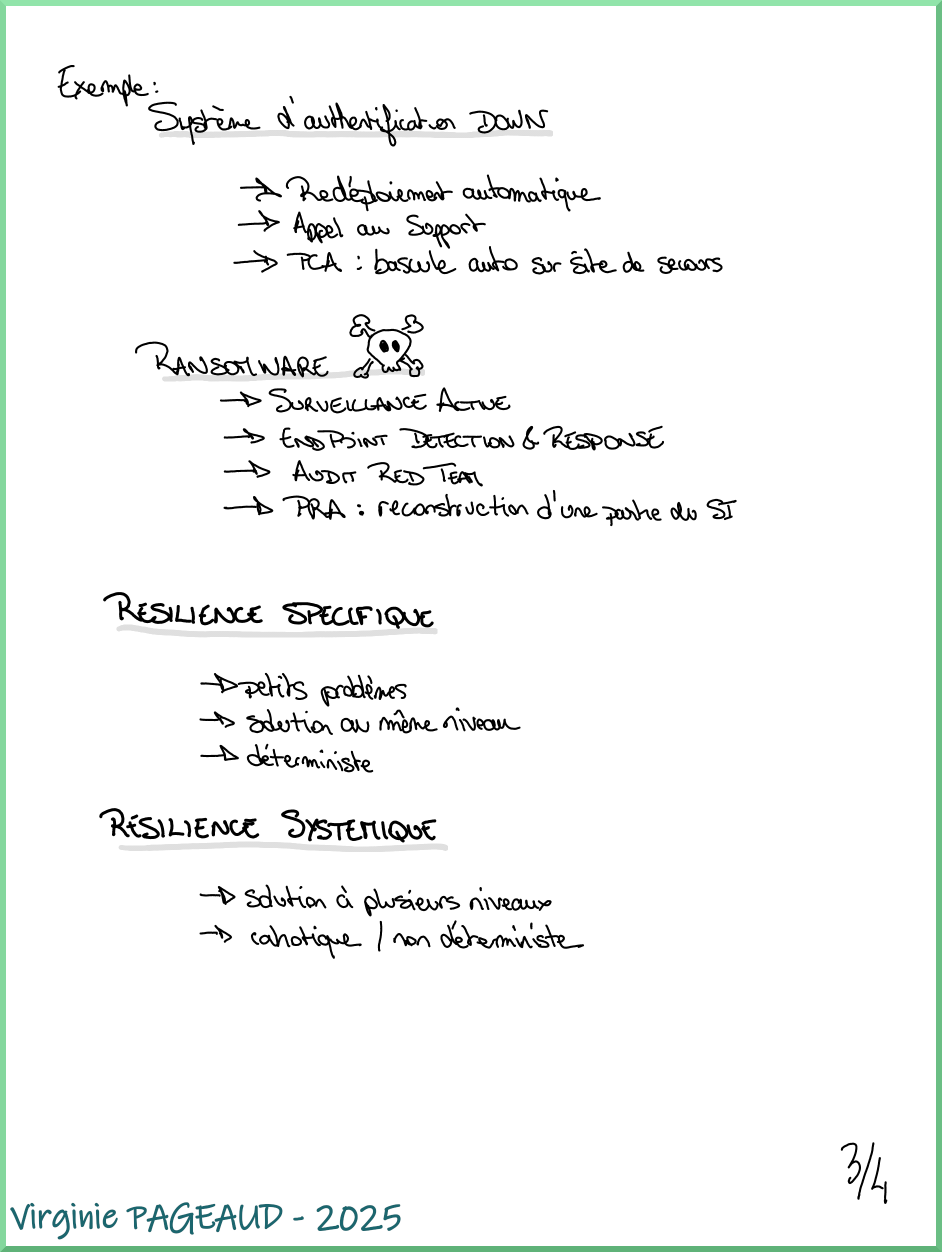 Exemple:
Système d'authentification DOWN
→ Redéploiement automatique
→ Appel au Support
→ PCA : bascule auto sur site de secours
RANSOMWARE
→ SURVEILLANCE ACTIVE
→ ENDPOINT DETECTION & RESPONSE
→ AUDIT RED TEAM
→ PRA : reconstruction d'une partie du SI
RESILIENCE SPECIFIQUE
→ petits problèmes
→ solution au même niveau
→ déterministe
RÉSILIENCE SYSTEMIQUE
→ solution à plusieurs niveaux
→ cahotique / non déterministe
3/4
Virginie PAGEAUD - 2025